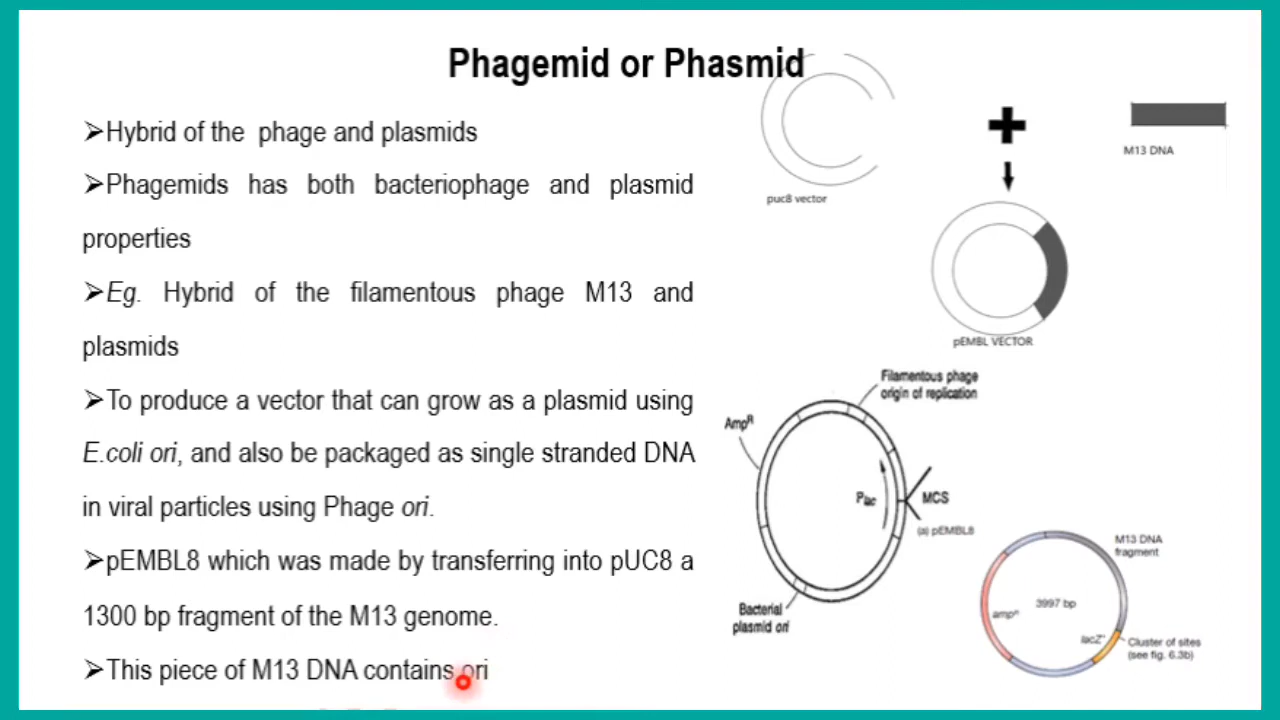 Phagemid or Phasmid
➢Hybrid of the phage and plasmids
➢Phagemids has both bacteriophage and plasmid
properties
➢Eg. Hybrid of the filamentous phage M13 and
plasmids
➢To produce a vector that can grow as a plasmid using
E.coli ori, and also be packaged as single stranded DNA
in viral particles using Phage ori.
➢pEMBL8 which was made by transferring into pUC8 a
1300 bp fragment of the M13 genome.
➢This piece of M13 DNA contains ori
puc8 vector
M13 DNA
pEMBL VECTOR
Filamentous phage
origin of replication
Ampᴿ
Plac
MCS
(a) pEMBL8
Bacterial
plasmid ori
M13 DNA
fragment
ampᴿ
3997 bp
lacZ'
Cluster of sites
(see fig. 6.3b)